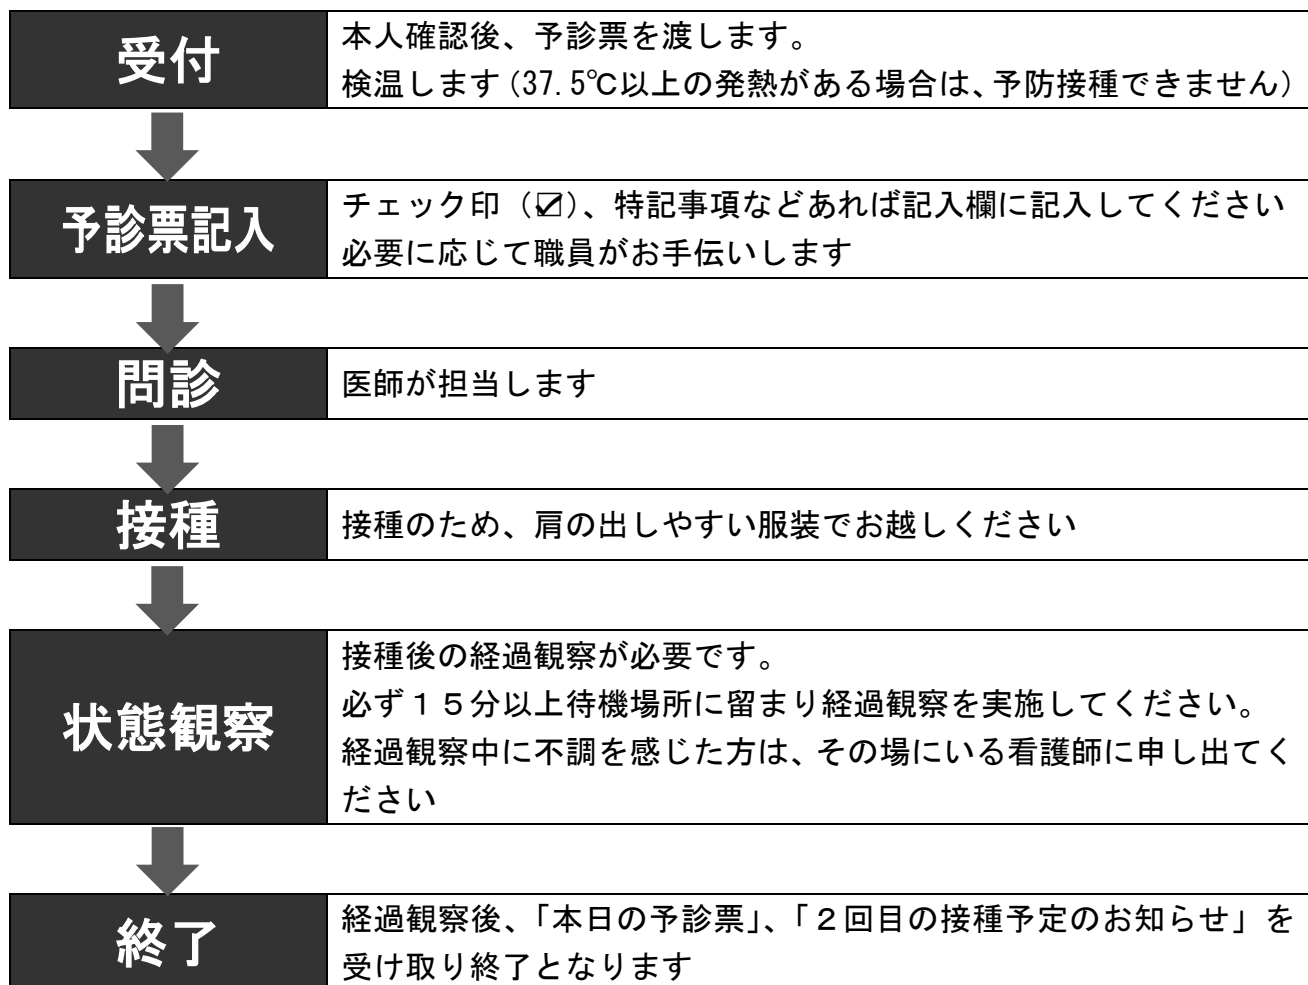 受付
本人確認後、予診票を渡します。
検温します(37.5℃以上の発熱がある場合は、予防接種できません)
予診票記入
チェック印（☑）、特記事項などあれば記入欄に記入してください
必要に応じて職員がお手伝いします
問診
医師が担当します
接種
接種のため、肩の出しやすい服装でお越しください
状態観察
接種後の経過観察が必要です。
必ず１５分以上待機場所に留まり経過観察を実施してください。
経過観察中に不調を感じた方は、その場にいる看護師に申し出てく
ださい
終了
経過観察後、「本日の予診票」、「２回目の接種予定のお知らせ」を
受け取り終了となります